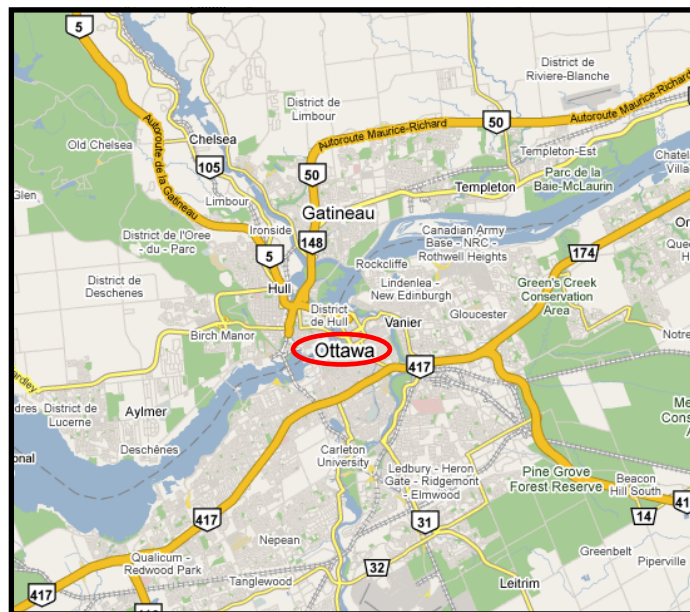 5
District de
Riviere-Blanche
District de
Limbour
Autoroute Maurice-Richard
50
Autoroute Maurice-Richard
Chelsea
Old Chelsea
Autoroute de la Gatineau
105
50
Templeton-Est
Parc de la
Baie-McLaurin
Templeton
Glen
Limbour
Gatineau
Ironside
148
District de l'Oree
- du - Parc
5
Canadian Army
Base - NRC -
Rothwell Heights
174
Rockcliffe
District de
Deschenes
Hull
Lindenlea -
New Edinburgh
Green's Creek
Conservation
Area
District
de Hull
Vanier
Gloucester
Birch Manor
Ottawa
417
District de
Lucerne
Aylmer
Deschênes
Carleton
University
Ledbury - Heron
Gate - Ridgemont
- Elmwood
Pine Grove
Forest Reserve
Beacon
Hill South
417
31
14
Nepean
Qualicum -
Redwood Park
32
Greenbelt
Piperville
Tanglewood
Leitrim
417